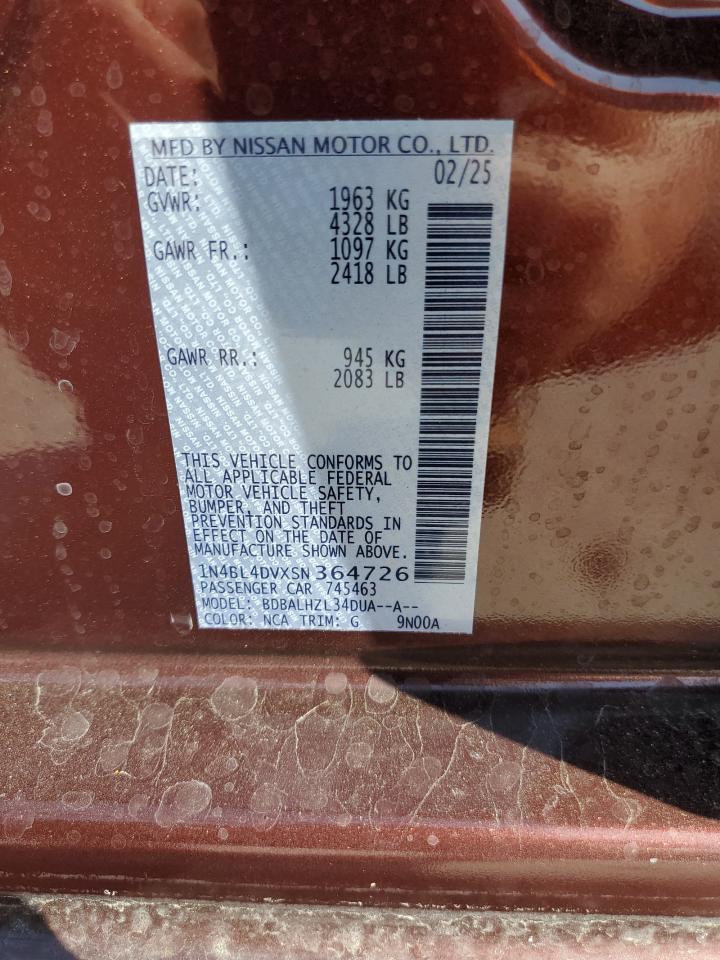 MFD BY NISSAN MOTOR CO., LTD.
DATE: 02/25
GVWR: 1963 KG
4328 LB
GAWR FR.: 1097 KG
2418 LB
GAWR RR.: 945 KG
2083 LB
THIS VEHICLE CONFORMS TO
ALL APPLICABLE FEDERAL
MOTOR VEHICLE SAFETY,
BUMPER, AND THEFT
PREVENTION STANDARDS IN
EFFECT ON THE DATE OF
MANUFACTURE SHOWN ABOVE.
1N4BL4DVXSN364726
PASSENGER CAR 745463
MODEL: BDBALHZL34DUA--A--
COLOR: NCA TRIM: G 9N00A